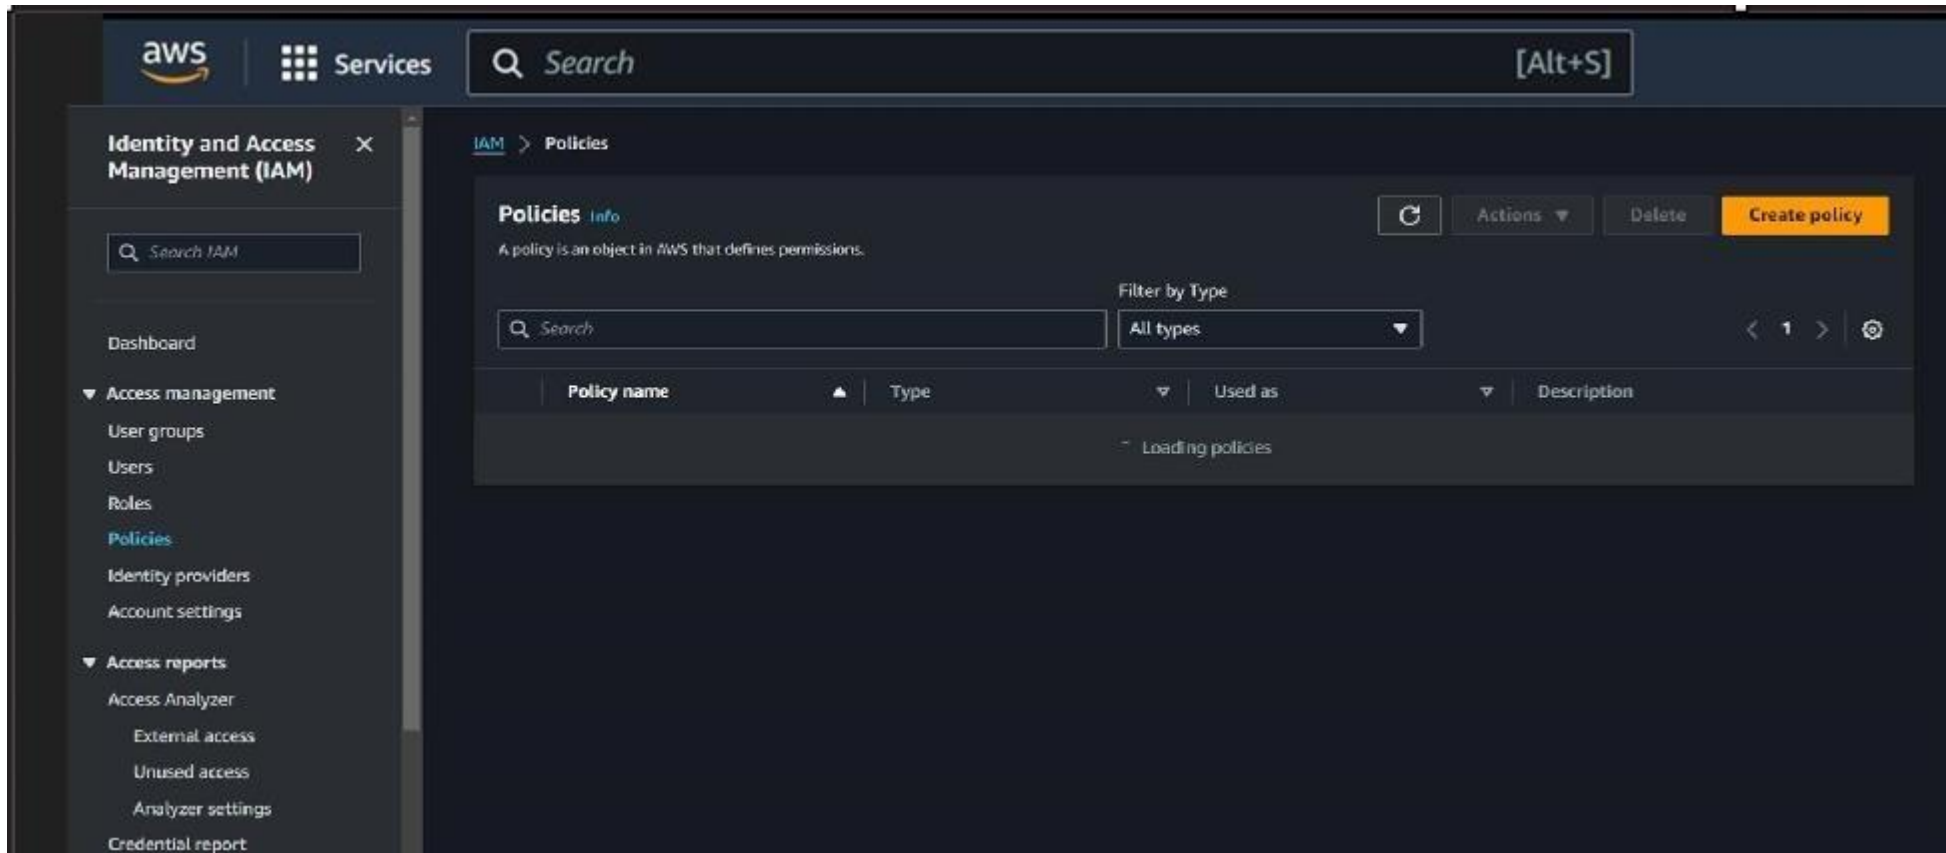 aws
Services
Search
[Alt+S]
Identity and Access
Management (IAM)
Search IAM
Dashboard
Access management
User groups
Users
Roles
Policies
Identity providers
Account settings
Access reports
Access Analyzer
External access
Unused access
Analyzer settings
Credential report
IAM > Policies
Policies Info
A policy is an object in AWS that defines permissions.
Actions
Delete
Create policy
Filter by Type
Search
All types
1
Policy name
Type
Used as
Description
Loading policies